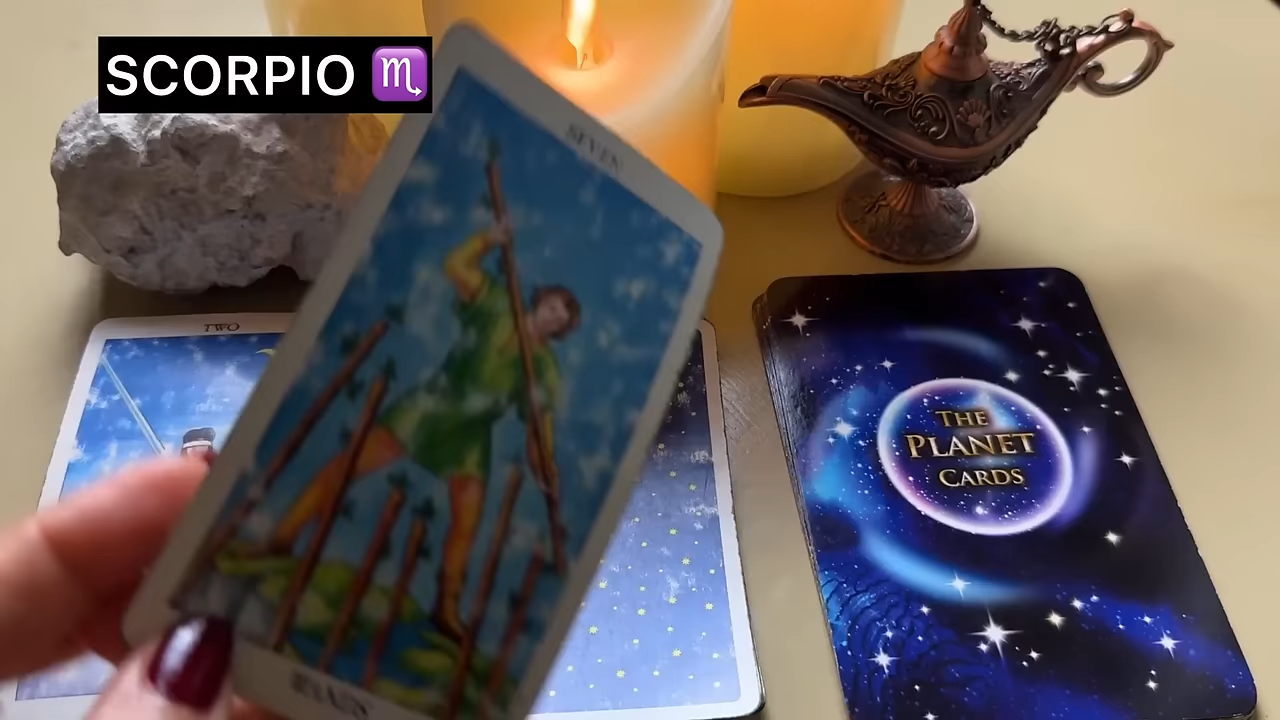 SCORPIO ♏
SEVEN
TWO
THE
PLANET
CARDS